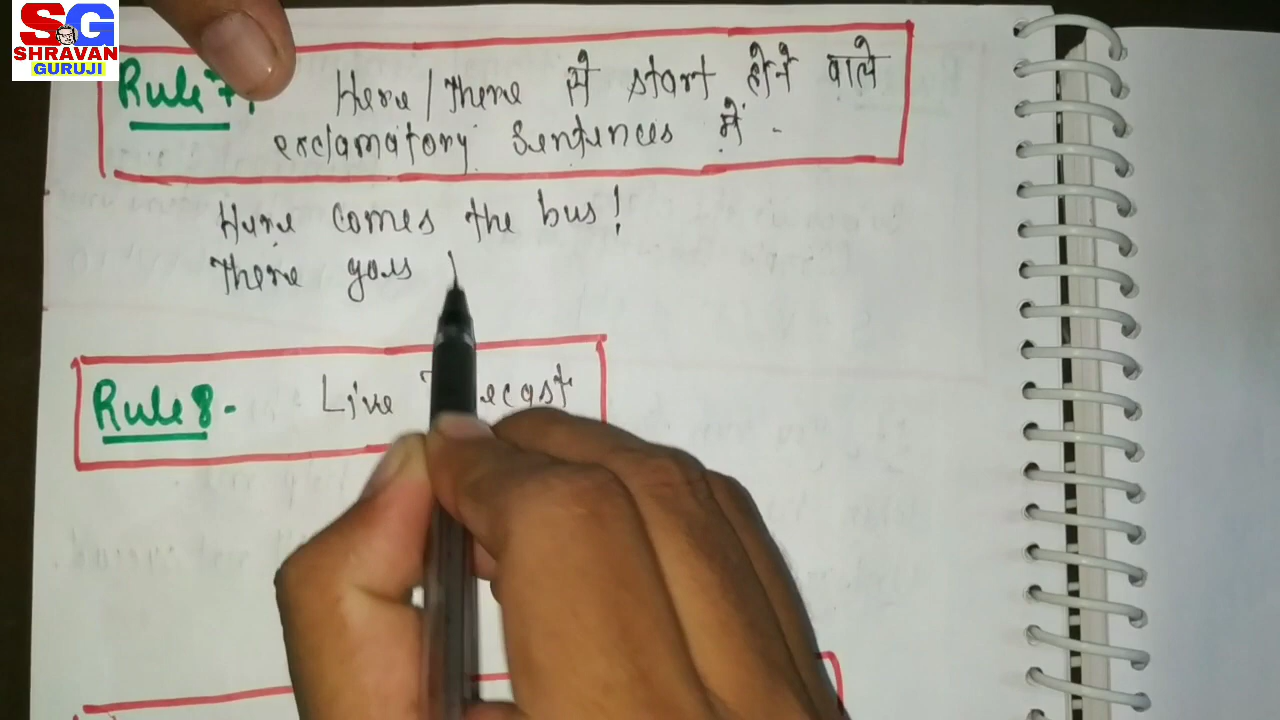 SG
SHRAVAN
GURUJI
Rule 7. Here/There से start होने वाले
exclamatory sentences में -
Here comes the bus!
There goes
Rule 8- Live